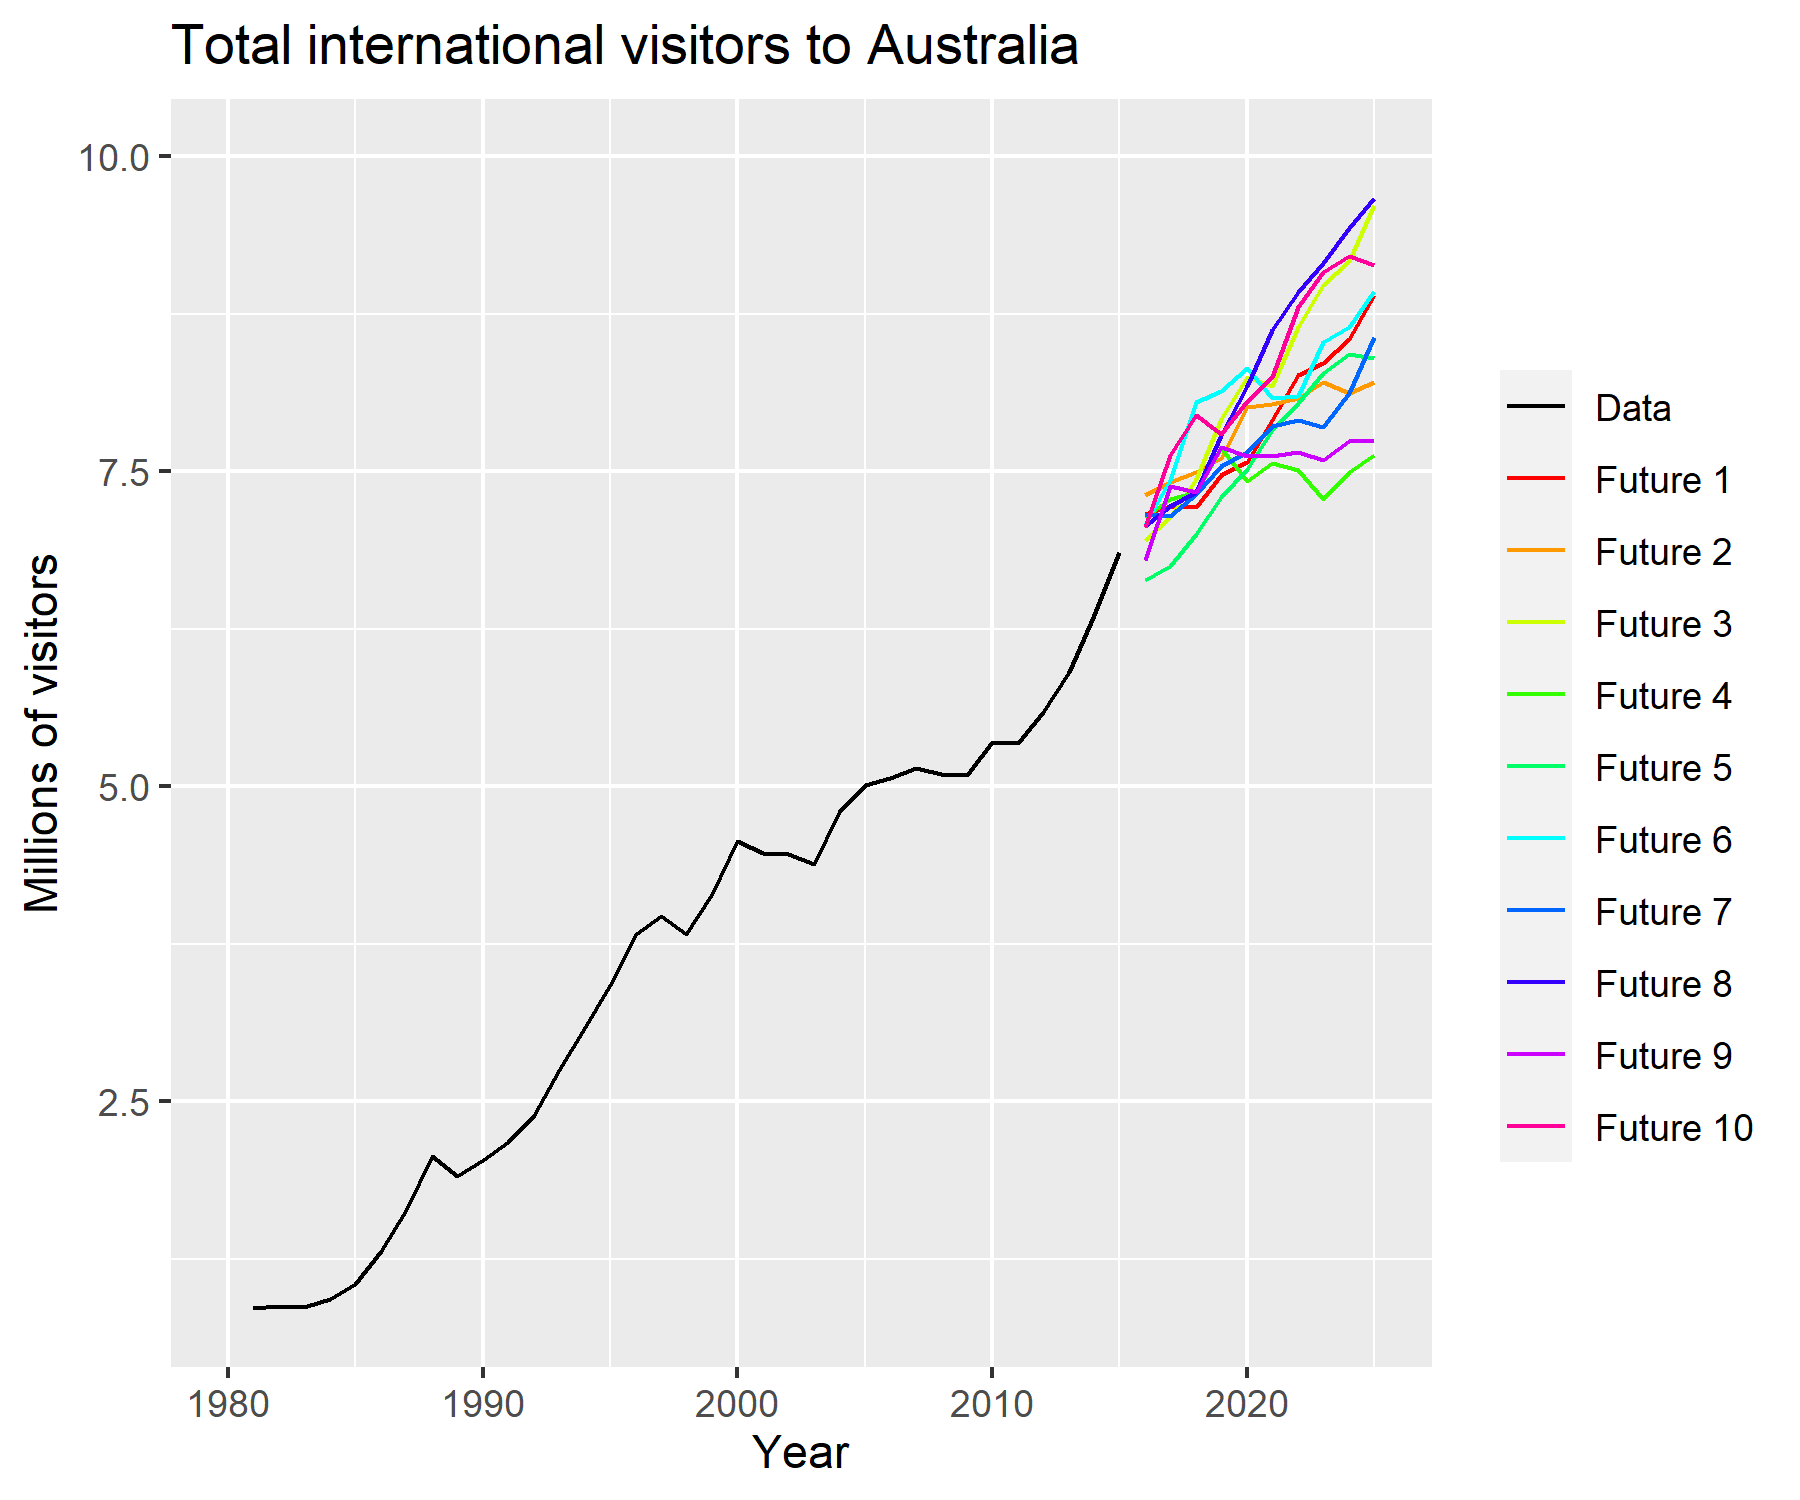 Total international visitors to Australia
Millions of visitors
10.0
7.5
5.0
2.5
1980 1990 2000 2010 2020
Year
Data
Future 1
Future 2
Future 3
Future 4
Future 5
Future 6
Future 7
Future 8
Future 9
Future 10